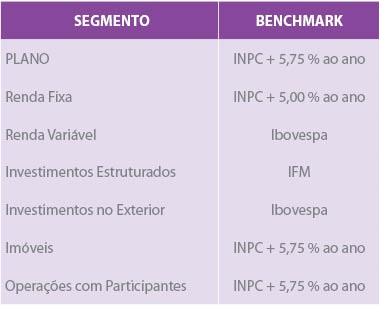 SEGMENTO BENCHMARK
PLANO INPC + 5,75 % ao ano
Renda Fixa INPC + 5,00 % ao ano
Renda Variável Ibovespa
Investimentos Estruturados IFM
Investimentos no Exterior Ibovespa
Imóveis INPC + 5,75 % ao ano
Operações com Participantes INPC + 5,75 % ao ano